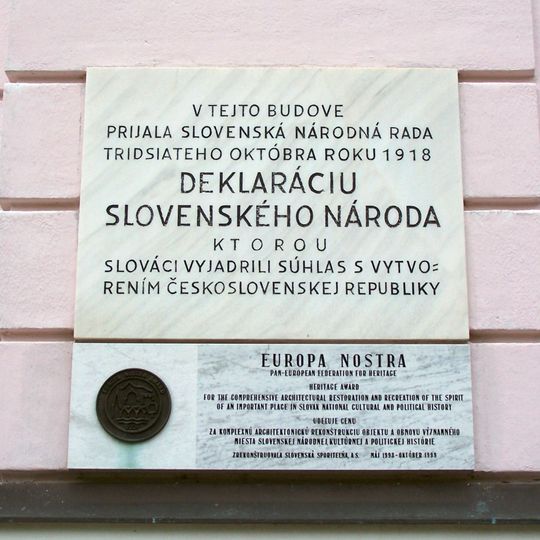 V TEJTO BUDOVE
PRIJALA SLOVENSKÁ NÁRODNÁ RADA
TRIDSIATEHO OKTÓBRA ROKU 1918
DEKLARÁCIU
SLOVENSKÉHO NÁRODA
KTOROU
SLOVÁCI VYJADRILI SÚHLAS S VYTVO=
RENÍM ČESKOSLOVENSKEJ REPUBLIKY
EUROPA NOSTRA
PAN-EUROPEAN FEDERATION FOR HERITAGE
HERITAGE AWARD
FOR THE COMPREHENSIVE ARCHITECTURAL RESTORATION AND RECREATION OF THE SPIRIT
OF AN IMPORTANT PLACE IN SLOVAK NATIONAL CULTURAL AND POLITICAL HISTORY
UDEĽUJE CENU
ZA KOMPLEXNÚ ARCHITEKTONICKÚ REKONŠTRUKCIU OBJEKTU A OBNOVU VÝZNAMNÉHO
MIESTA SLOVENSKEJ NÁRODNEJ, KULTÚRNEJ A POLITICKEJ HISTÓRIE
ZREKONŠTRUOVALA SLOVENSKÁ SPORITEĽŇA, A.S. MÁJ 1998 - OKTÓBER 1999